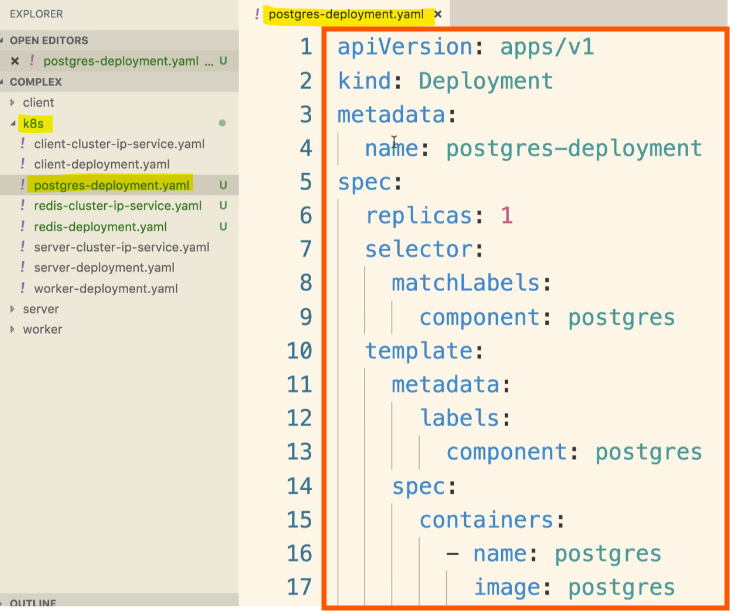 EXPLORER
OPEN EDITORS
postgres-deployment.yaml ... U
COMPLEX
client
k8s
client-cluster-ip-service.yaml
client-deployment.yaml
postgres-deployment.yaml U
redis-cluster-ip-service.yaml U
redis-deployment.yaml U
server-cluster-ip-service.yaml
server-deployment.yaml
worker-deployment.yaml
server
worker
OUTLINE
! postgres-deployment.yaml ×
1 apiVersion: apps/v1
2 kind: Deployment
3 metadata:
4   name: postgres-deployment
5 spec:
6   replicas: 1
7   selector:
8     matchLabels:
9       component: postgres
10   template:
11     metadata:
12       labels:
13         component: postgres
14     spec:
15       containers:
16         - name: postgres
17           image: postgres